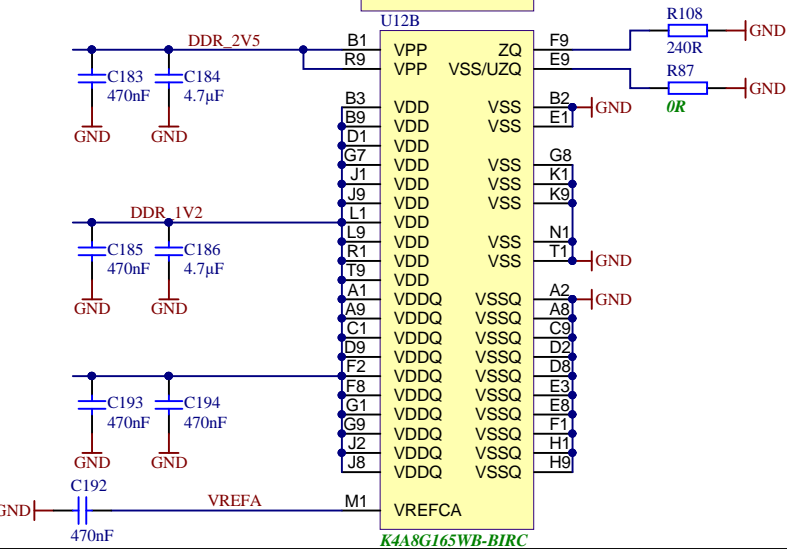 U12B
DDR_2V5
B1 VPP ZQ F9
R9 VPP VSS/UZQ E9
R108
240R
GND
R87
0R
GND
C183
470nF
GND
C184
4.7µF
GND
B3 VDD VSS B2 GND
B9 VDD VSS E1
D1 VDD
G7 VDD VSS G8
J1 VDD VSS K1
J9 VDD VSS K9
DDR_1V2
L1 VDD
L9 VDD VSS N1
R1 VDD VSS T1 GND
T9 VDD
C185
470nF
GND
C186
4.7µF
GND
A1 VDDQ VSSQ A2 GND
A9 VDDQ VSSQ A8
C1 VDDQ VSSQ C9
D9 VDDQ VSSQ D2
F2 VDDQ VSSQ D8
F8 VDDQ VSSQ E3
G1 VDDQ VSSQ E8
G9 VDDQ VSSQ F1
J2 VDDQ VSSQ H1
J8 VDDQ VSSQ H9
C193
470nF
GND
C194
470nF
GND
C192
GND
470nF
VREFA
M1 VREFCA
K4A8G165WB-BIRC